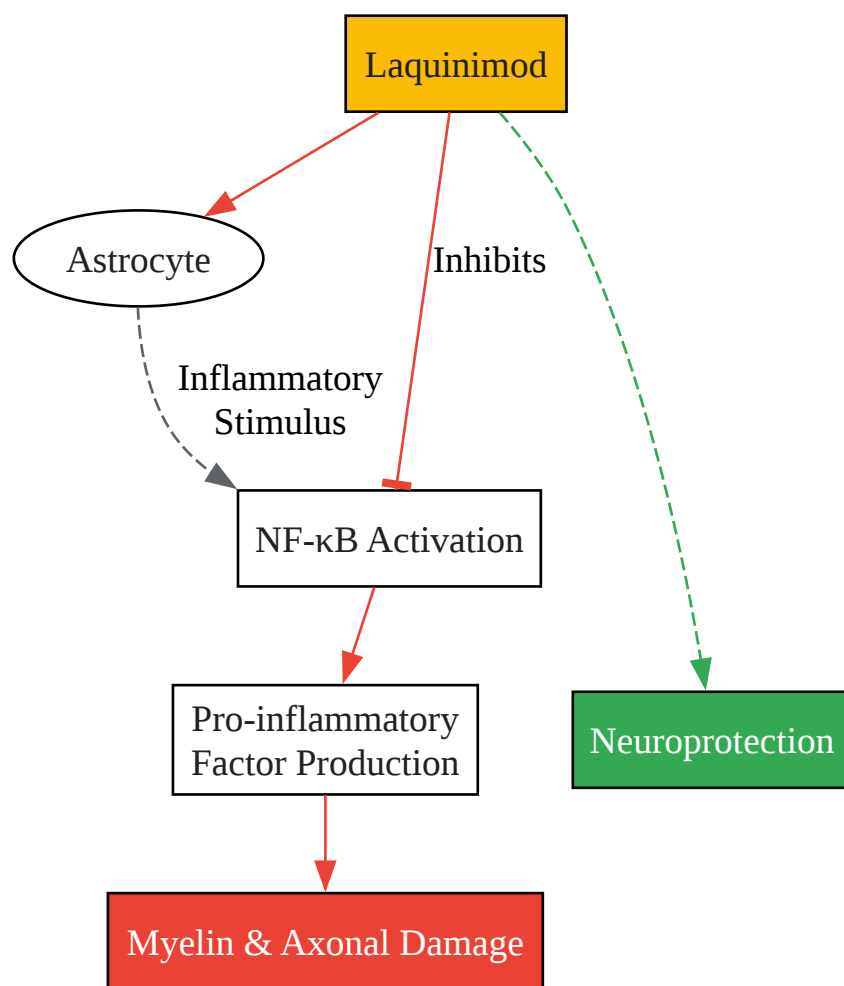 Laquinimod
Astrocyte
Inhibits
Inflammatory
Stimulus
NF-κB Activation
Pro-inflammatory
Factor Production
Neuroprotection
Myelin & Axonal Damage